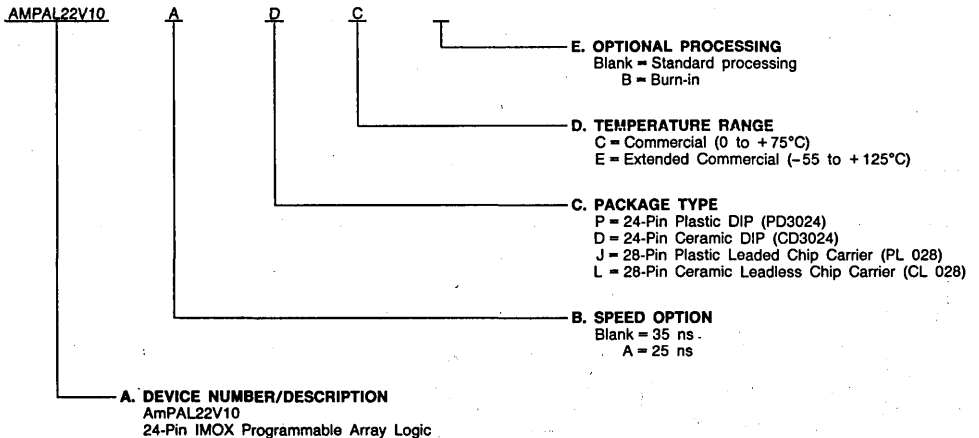 AMPAL22V10 A D C
E. OPTIONAL PROCESSING
Blank = Standard processing
B = Burn-in
D. TEMPERATURE RANGE
C = Commercial (0 to +75°C)
E = Extended Commercial (-55 to +125°C)
C. PACKAGE TYPE
P = 24-Pin Plastic DIP (PD3024)
D = 24-Pin Ceramic DIP (CD3024)
J = 28-Pin Plastic Leaded Chip Carrier (PL 028)
L = 28-Pin Ceramic Leadless Chip Carrier (CL 028)
B. SPEED OPTION
Blank = 35 ns
A = 25 ns
A. DEVICE NUMBER/DESCRIPTION
AmPAL22V10
24-Pin IMOX Programmable Array Logic